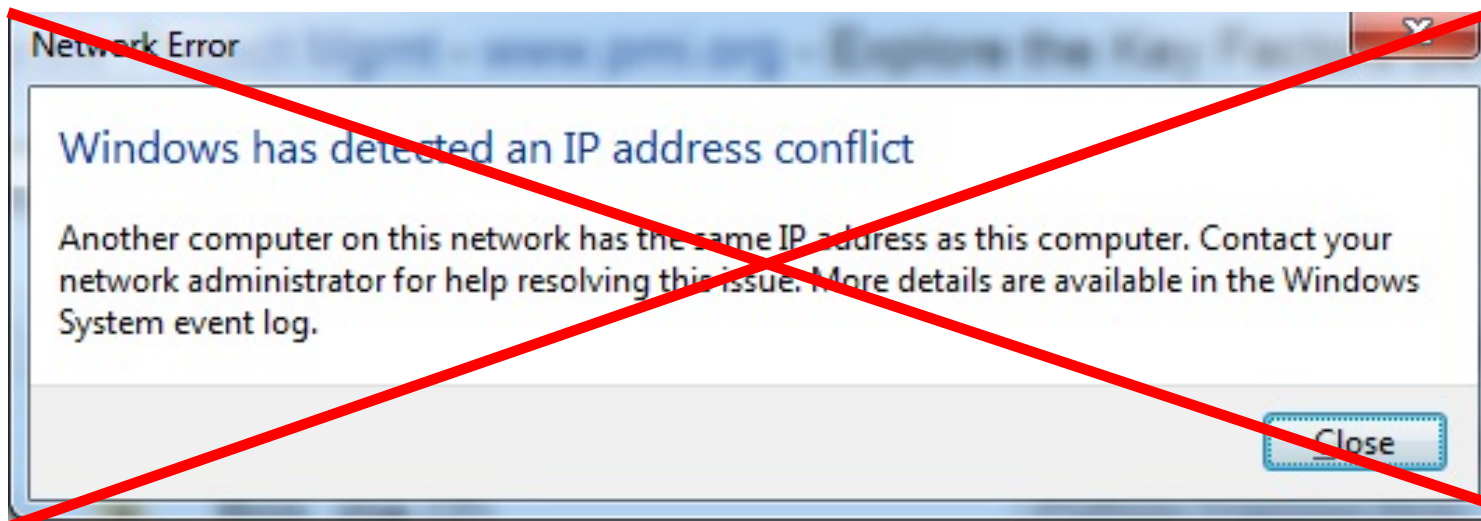 Network Error
Windows has detected an IP address conflict
Another computer on this network has the same IP address as this computer. Contact your
network administrator for help resolving this issue. More details are available in the Windows
System event log.
Close